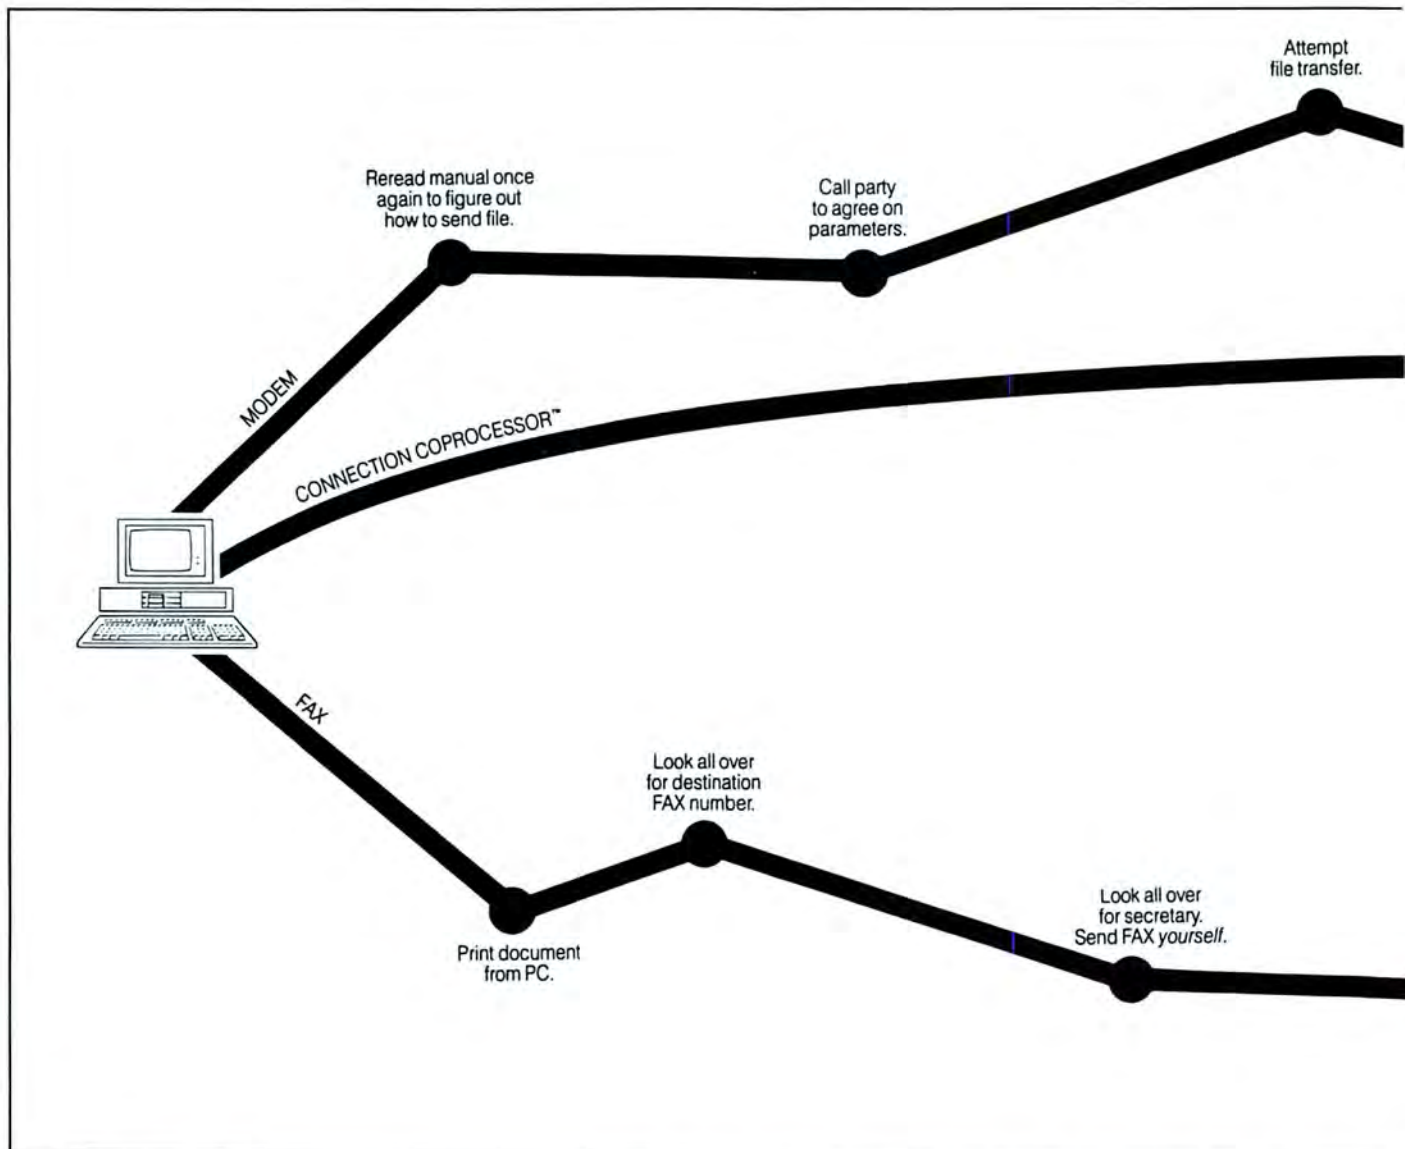 Attempt
file transfer.
Reread manual once
again to figure out
how to send file.
Call party
to agree on
parameters.
MODEM
CONNECTION COPROCESSOR™
FAX
Look all over
for destination
FAX number.
Print document
from PC.
Look all over
for secretary.
Send FAX yourself.